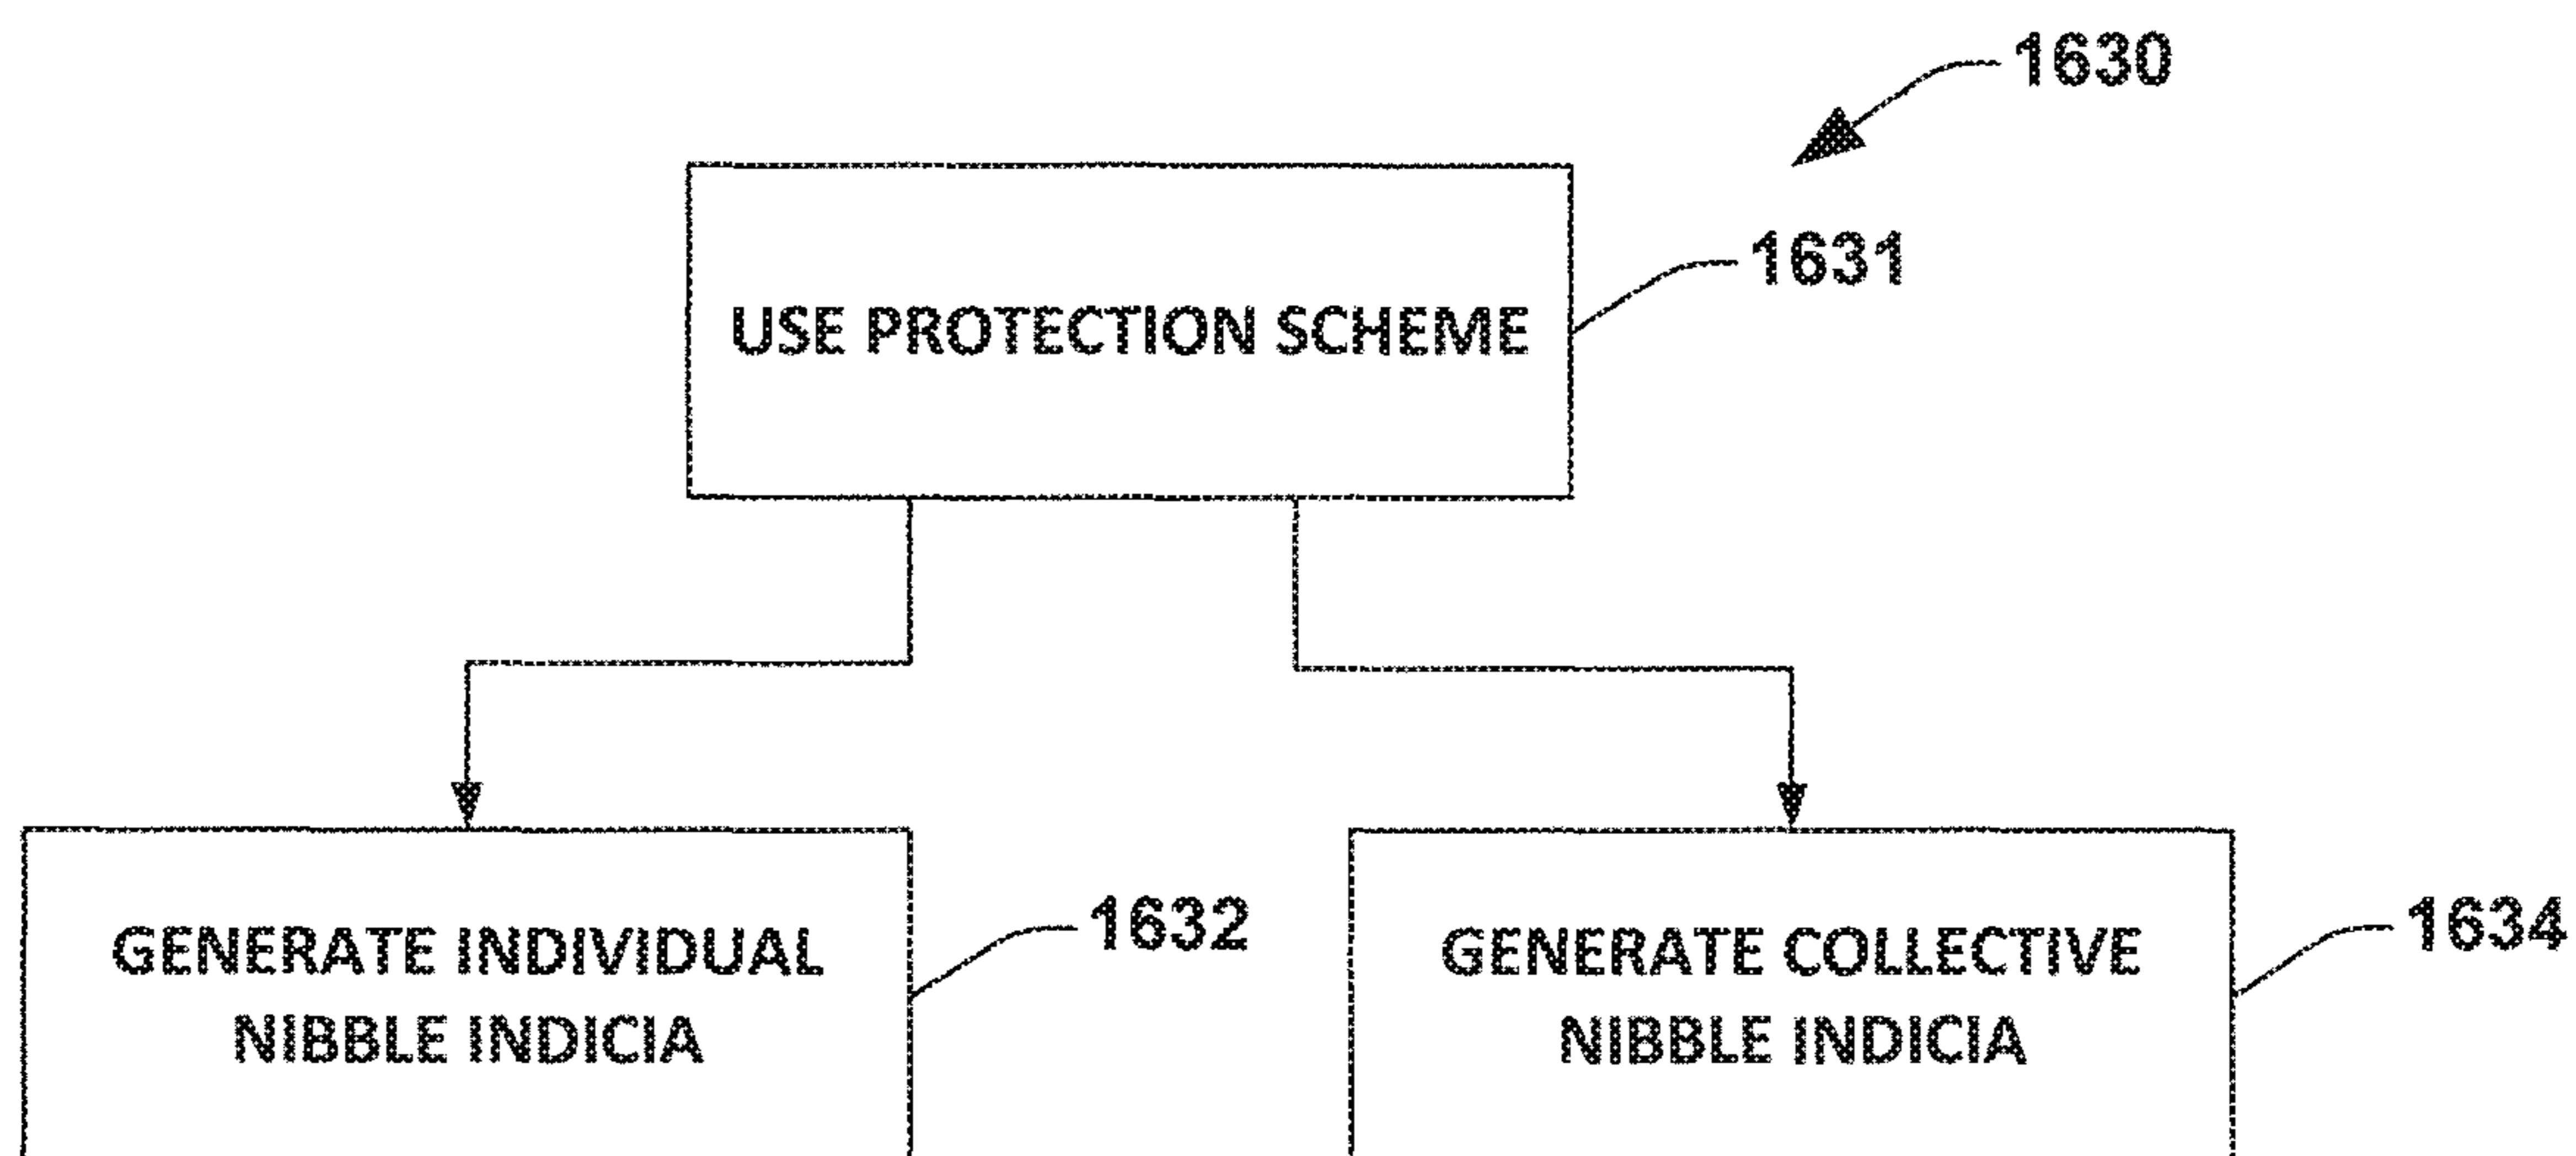 1630
1631
USE PROTECTION SCHEME
1632
1634
GENERATE INDIVIDUAL
NIBBLE INDICIA
GENERATE COLLECTIVE
NIBBLE INDICIA